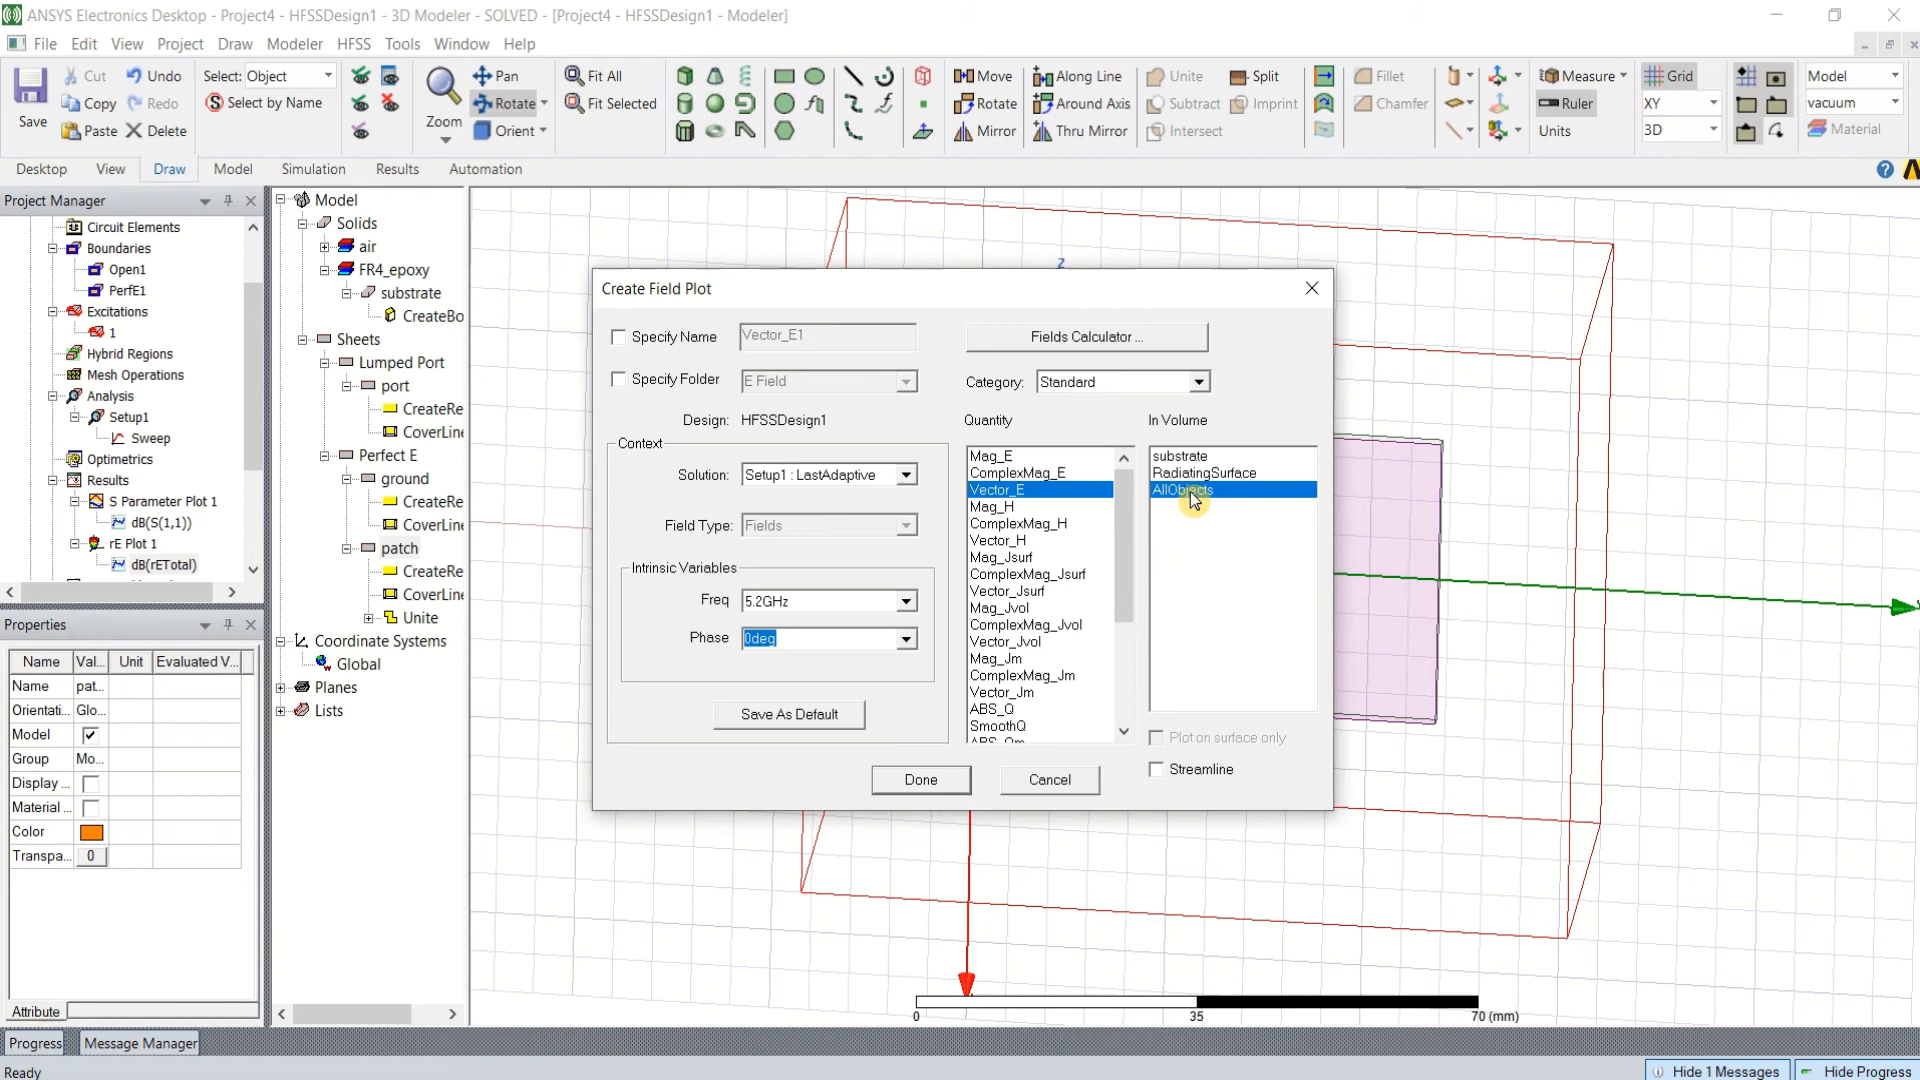 ANSYS Electronics Desktop - Project4 - HFSSDesign1 - 3D Modeler - SOLVED - [Project4 - HFSSDesign1 - Modeler]
File Edit View Project Draw Modeler HFSS Tools Window Help
Save
Cut Undo
Copy Redo
Paste Delete
Select: Object
Select by Name
Zoom
Pan
Rotate
Orient
Fit All
Fit Selected
Move Along Line
Rotate Around Axis
Mirror Thru Mirror
Unite Split
Subtract Imprint
Intersect
Fillet
Chamfer
Measure
Ruler
Units
Grid
XY
3D
Model
vacuum
Material
Desktop View Draw Model Simulation Results Automation
Project Manager
Circuit Elements
Boundaries
Open1
PerfE1
Excitations
1
Hybrid Regions
Mesh Operations
Analysis
Setup1
Sweep
Optimetrics
Results
S Parameter Plot 1
dB(S(1,1))
rE Plot 1
dB(rETotal)
Properties
Name Val... Unit Evaluated V...
Name pat...
Orientati... Glo...
Model
Group Mo...
Display ...
Material ...
Color
Transpa... 0
Attribute
Model
Solids
air
FR4_epoxy
substrate
CreateBo
Sheets
Lumped Port
port
CreateRe
CoverLine
Perfect E
ground
CreateRe
CoverLine
patch
CreateRe
CoverLine
Unite
Coordinate Systems
Global
Planes
Lists
Z
Create Field Plot
Specify Name Vector_E1
Fields Calculator ...
Specify Folder E Field
Category: Standard
Design: HFSSDesign1
Quantity
In Volume
Context
Solution: Setup1 : LastAdaptive
Field Type: Fields
Intrinsic Variables
Freq 5.2GHz
Phase 0deg
Save As Default
Mag_E
ComplexMag_E
Vector_E
Mag_H
ComplexMag_H
Vector_H
Mag_Jsurf
ComplexMag_Jsurf
Vector_Jsurf
Mag_Jvol
ComplexMag_Jvol
Vector_Jvol
Mag_Jm
ComplexMag_Jm
Vector_Jm
ABS_Q
SmoothQ
ABS_Qm
substrate
RadiatingSurface
AllObjects
Plot on surface only
Streamline
Done
Cancel
0 35 70 (mm)
Progress Message Manager
Ready
Hide 1 Messages Hide Progress